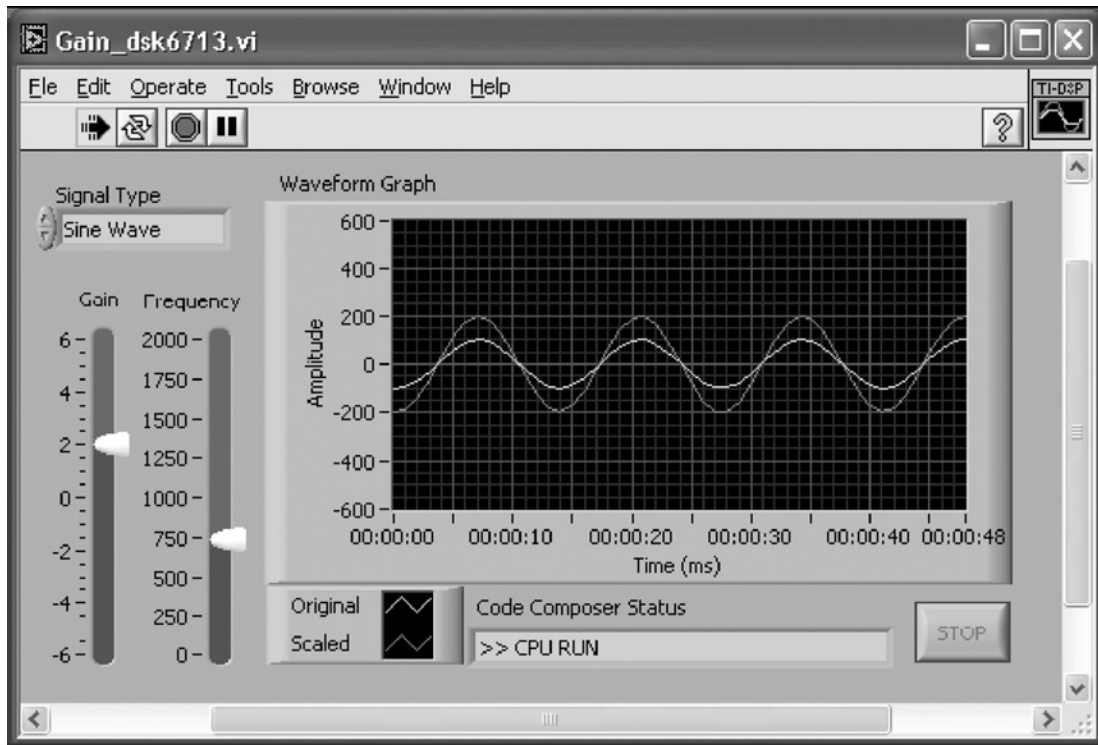 Gain_dsk6713.vi
Fle Edit Operate Tools Browse Window Help
TI-DSP
Signal Type
Sine Wave
Waveform Graph
Gain
6
4
2
0
-2
-4
-6
Frequency
2000
1750
1500
1250
1000
750
500
250
0
Amplitude
600
400
200
0
-200
-400
-600
00:00:00 00:00:10 00:00:20 00:00:30 00:00:40 00:00:48
Time (ms)
Original
Scaled
Code Composer Status
>> CPU RUN
STOP